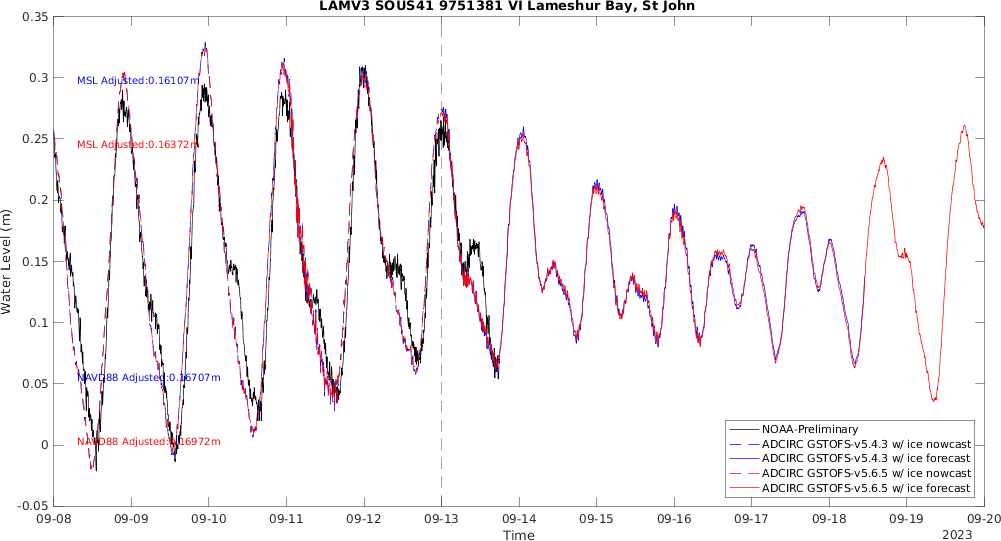 LAMV3 SOUS41 9751381 VI Lameshur Bay, St John
0.35
0.3
0.25
0.2
0.15
0.1
0.05
0
-0.05
Water Level (m)
MSL Adjusted:0.16107m
MSL Adjusted:0.16372m
NAVD88 Adjusted:0.16707m
NAVD88 Adjusted:0.16972m
NOAA-Preliminary
ADCIRC GSTOFS-v5.4.3 w/ ice nowcast
ADCIRC GSTOFS-v5.4.3 w/ ice forecast
ADCIRC GSTOFS-v5.6.5 w/ ice nowcast
ADCIRC GSTOFS-v5.6.5 w/ ice forecast
09-08 09-09 09-10 09-11 09-12 09-13 09-14 09-15 09-16 09-17 09-18 09-19 09-20
Time
2023